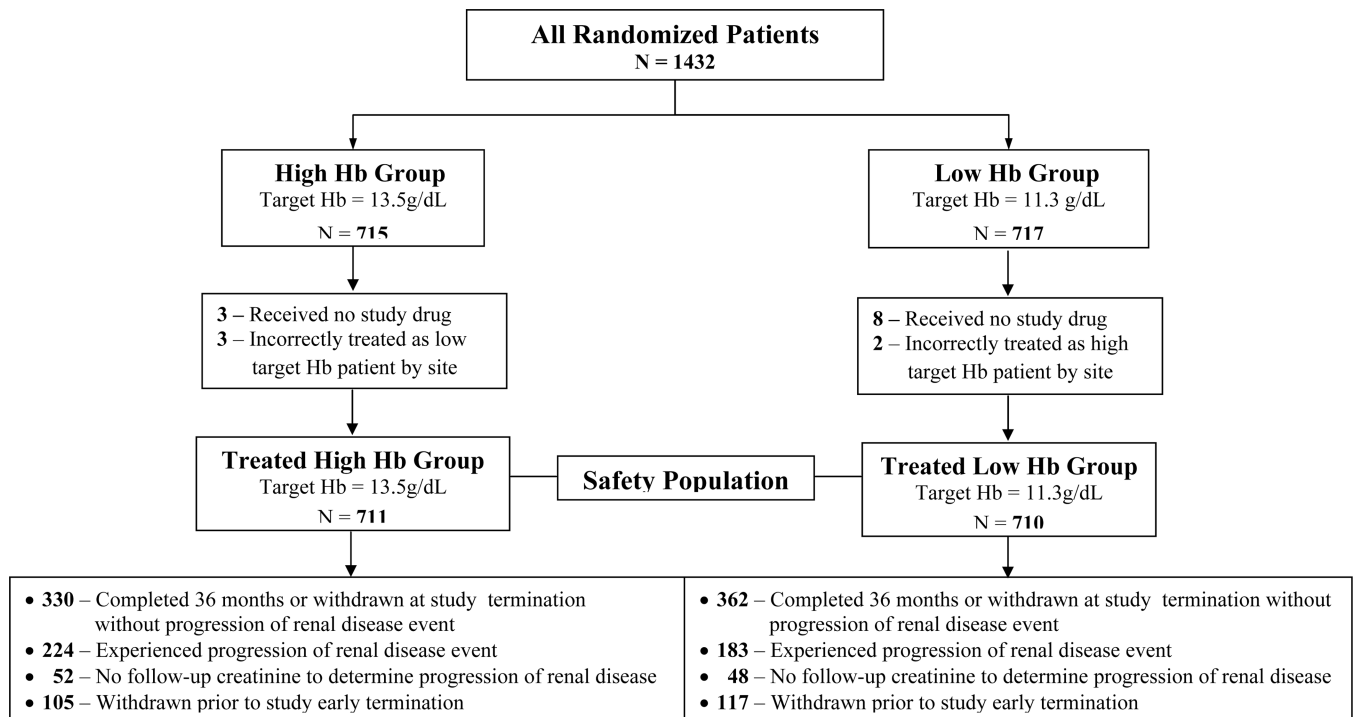 All Randomized Patients
N = 1432
High Hb Group
Target Hb = 13.5g/dL
N = 715
Low Hb Group
Target Hb = 11.3 g/dL
N = 717
3 – Received no study drug
3 – Incorrectly treated as low
target Hb patient by site
8 – Received no study drug
2 – Incorrectly treated as high
target Hb patient by site
Treated High Hb Group
Target Hb = 13.5g/dL
N = 711
Safety Population
Treated Low Hb Group
Target Hb = 11.3g/dL
N = 710
• 330 – Completed 36 months or withdrawn at study termination
without progression of renal disease event
• 224 – Experienced progression of renal disease event
• 52 – No follow-up creatinine to determine progression of renal disease
• 105 – Withdrawn prior to study early termination
• 362 – Completed 36 months or withdrawn at study termination without
progression of renal disease event
• 183 – Experienced progression of renal disease event
• 48 – No follow-up creatinine to determine progression of renal disease
• 117 – Withdrawn prior to study early termination